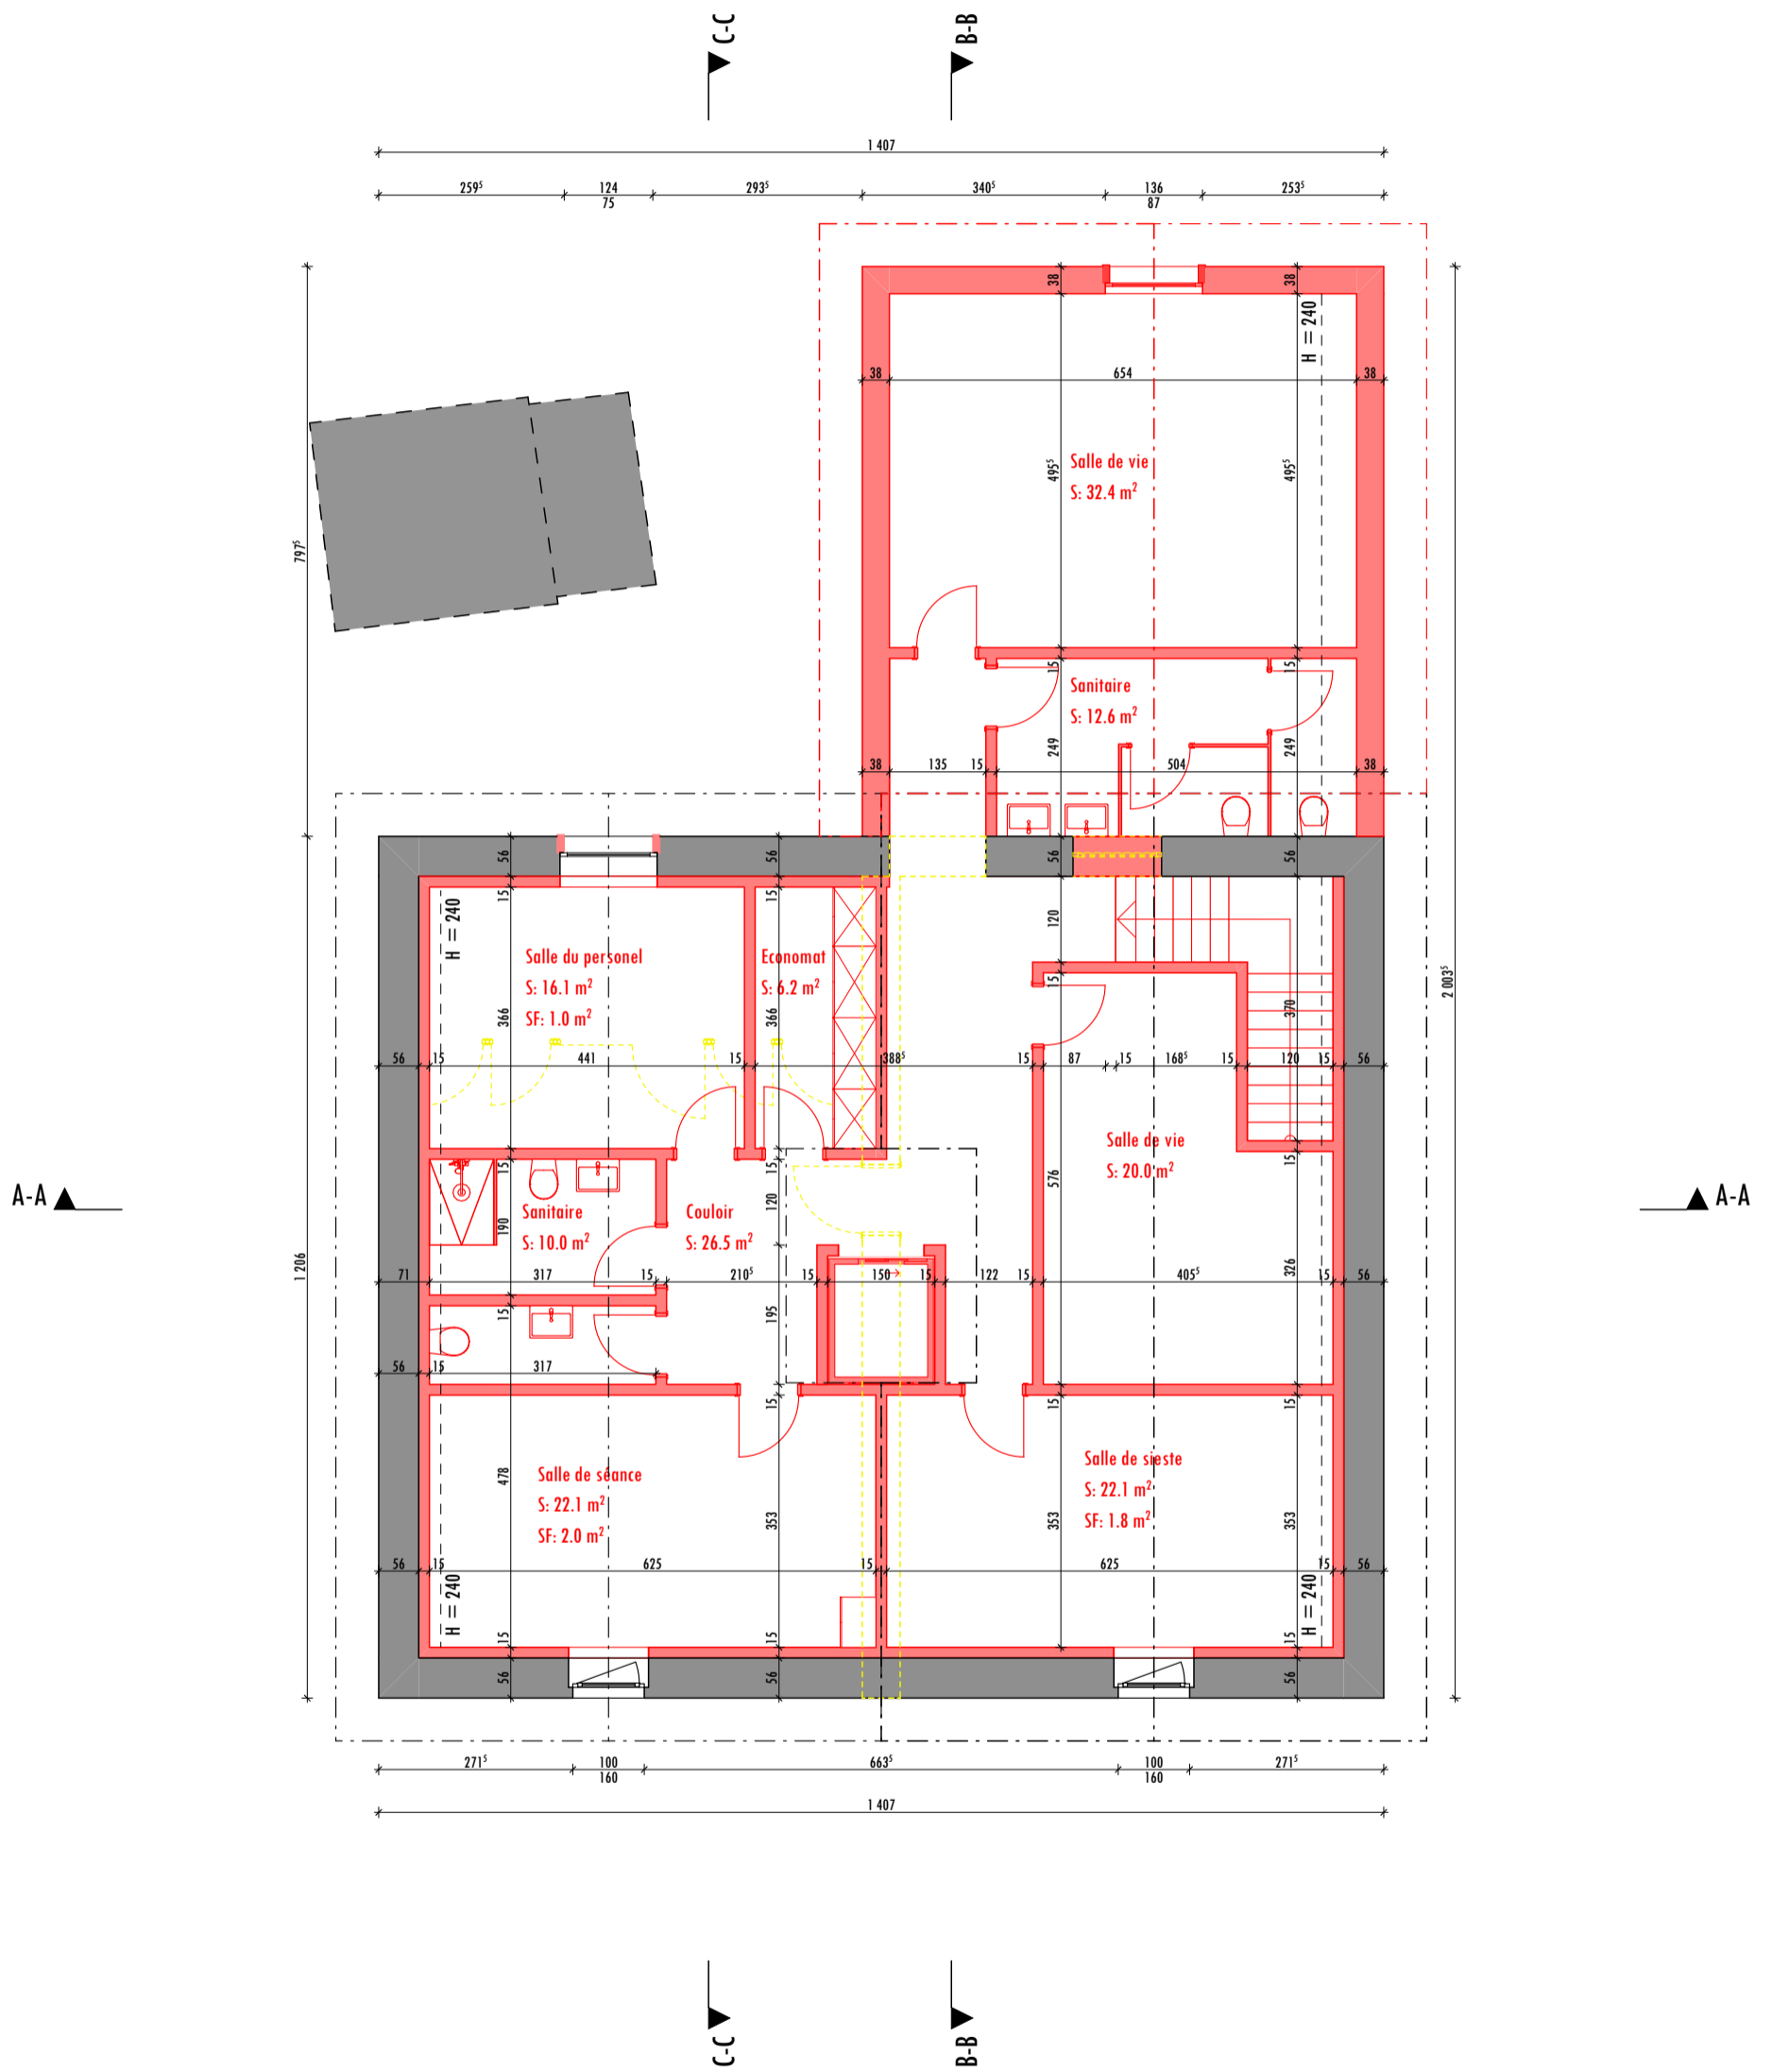 C-C
B-B
1 407
259⁵ 124 293⁵ 340⁵ 136 253⁵
75 87
38 38
H = 240
38 654 38
Salle de vie
495⁵ 495⁵
S: 32.4 m²
797⁵
15 15
Sanitaire
S: 12.6 m²
249 249
38 135 15 504 38
56 56 56 56
15 15
H = 240
120
Salle du personel
S: 16.1 m²
SF: 1.0 m²
Economat
S: 6.2 m²
15
2 003⁵
366 366 370
56 15 441 15 388⁵ 15 87 15 168⁵ 15 120 15 56
Salle de vie
S: 20.0 m²
15 15 15
A-A
A-A
120 576
190
Sanitaire
S: 10.0 m²
Couloir
S: 26.5 m²
1 206
71 317 15 210⁵ 15 150 15 122 15 405⁵ 15 56
326
15 195
56 15 317
15 15 15
Salle de séance
S: 22.1 m²
SF: 2.0 m²
478
Salle de sieste
S: 22.1 m²
SF: 1.8 m²
353 353 353
56 15 625 15 625 15 56
H = 240
H = 240
15 15 15
56 56 56
271⁵ 100 663⁵ 100 271⁵
160 160
1 407
C-C
B-B